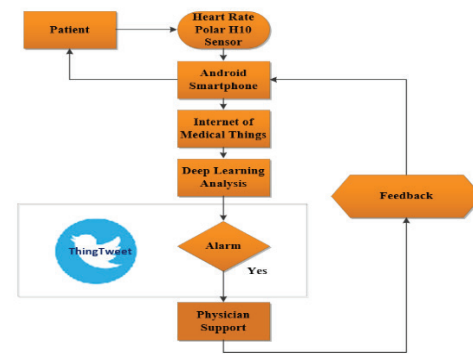 Patient
Heart Rate
Polar H10
Sensor
Android
Smartphone
Internet of
Medical Things
Deep Learning
Analysis
Feedback
ThingTweet
Alarm
Yes
Physician
Support